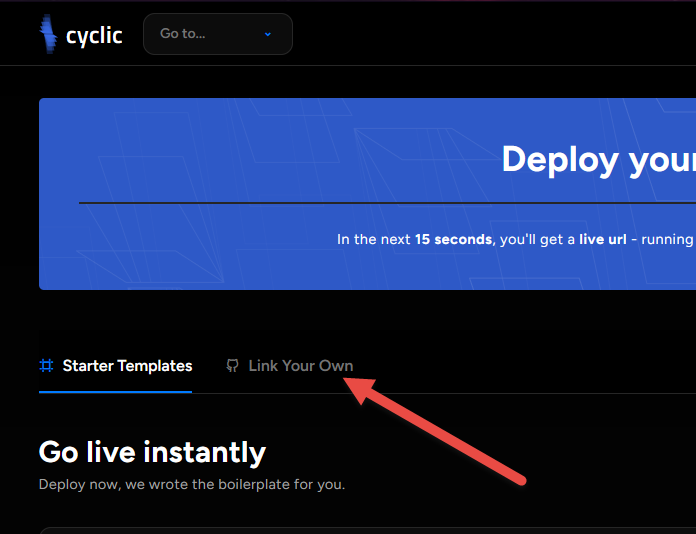 cyclic
Go to...
Deploy your
In the next 15 seconds, you'll get a live url - running
Starter Templates
Link Your Own
Go live instantly
Deploy now, we wrote the boilerplate for you.